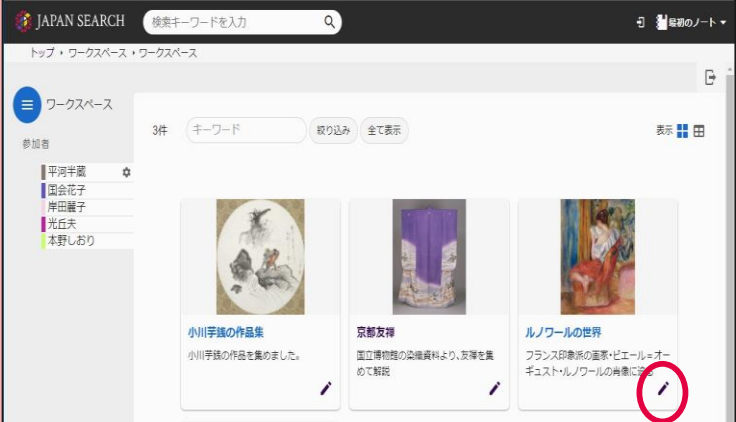 JAPAN SEARCH
検索キーワードを入力
最初のノート
トップ ・ ワークスペース ・ ワークスペース
ワークスペース
参加者
平河半蔵
国会花子
岸田麗子
光丘夫
本野しおり
3件
キーワード
絞り込み
全て表示
表示
小川芋銭の作品集
小川芋銭の作品を集めました。
京都友禅
国立博物館の染織資料より、友禅を集
めて解説
ルノワールの世界
フランス印象派の画家・ピエール=オー
ギュスト・ルノワールの肖像に迫る